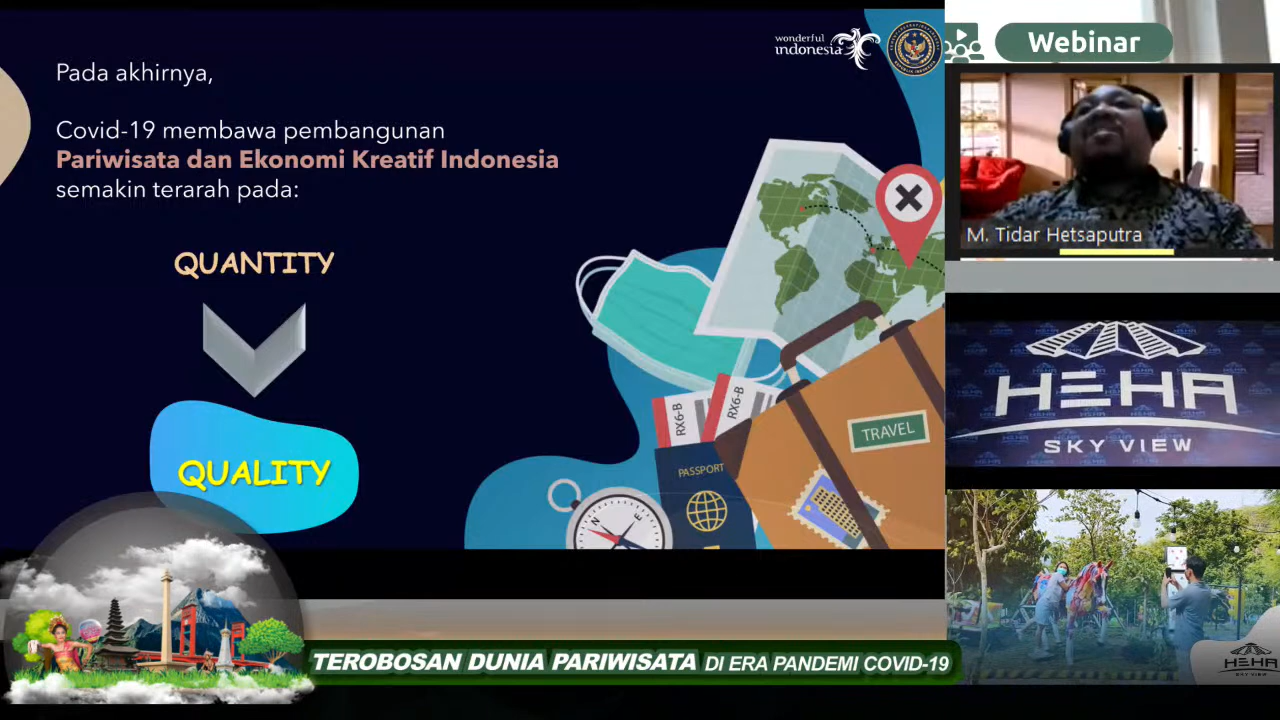 Pada akhirnya,
Covid-19 membawa pembangunan
Pariwisata dan Ekonomi Kreatif Indonesia
semakin terarah pada:
QUANTITY
QUALITY
wonderful
indonesia
RX6-B
RX6-B
PASSPORT
TRAVEL
N
E
Webinar
M. Tidar Hetsaputra
HEHA
SKY VIEW
HEHA
SKY VIEW
TEROBOSAN DUNIA PARIWISATA DI ERA PANDEMI COVID-19